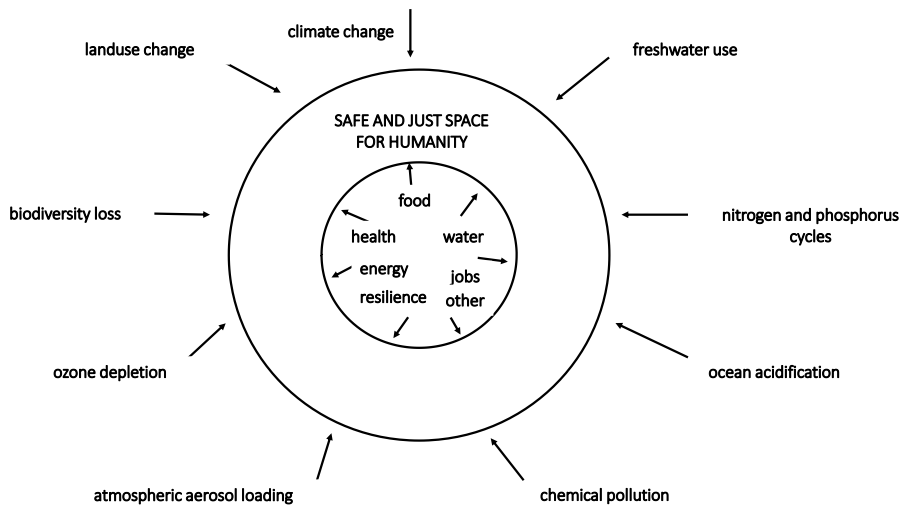 climate change
landuse change
freshwater use
SAFE AND JUST SPACE
FOR HUMANITY
food
biodiversity loss
nitrogen and phosphorus
cycles
health
water
energy
jobs
resilience
other
ozone depletion
ocean acidification
atmospheric aerosol loading
chemical pollution